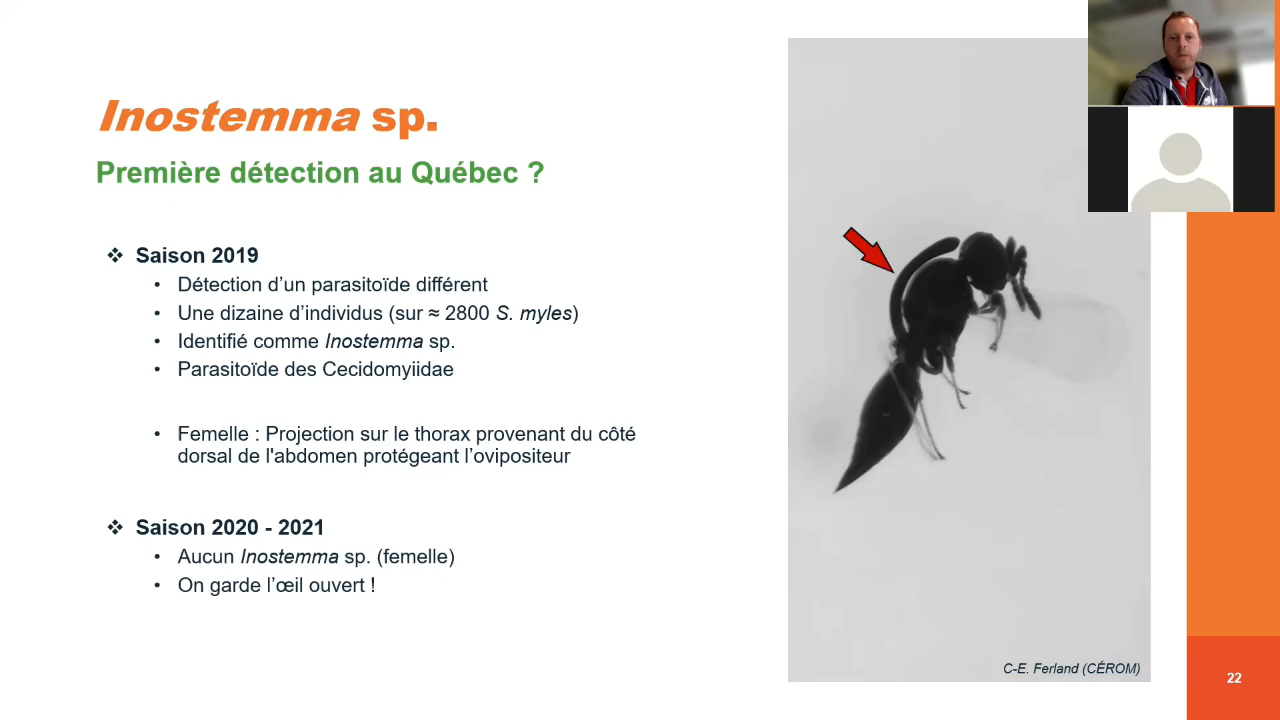 Inostemma sp.
Première détection au Québec ?
❖ Saison 2019
• Détection d’un parasitoïde différent
• Une dizaine d’individus (sur ≈ 2800 S. myles)
• Identifié comme Inostemma sp.
• Parasitoïde des Cecidomyiidae
• Femelle : Projection sur le thorax provenant du côté
dorsal de l'abdomen protégeant l’ovipositeur
❖ Saison 2020 - 2021
• Aucun Inostemma sp. (femelle)
• On garde l’œil ouvert !
C-E. Ferland (CÉROM)
22